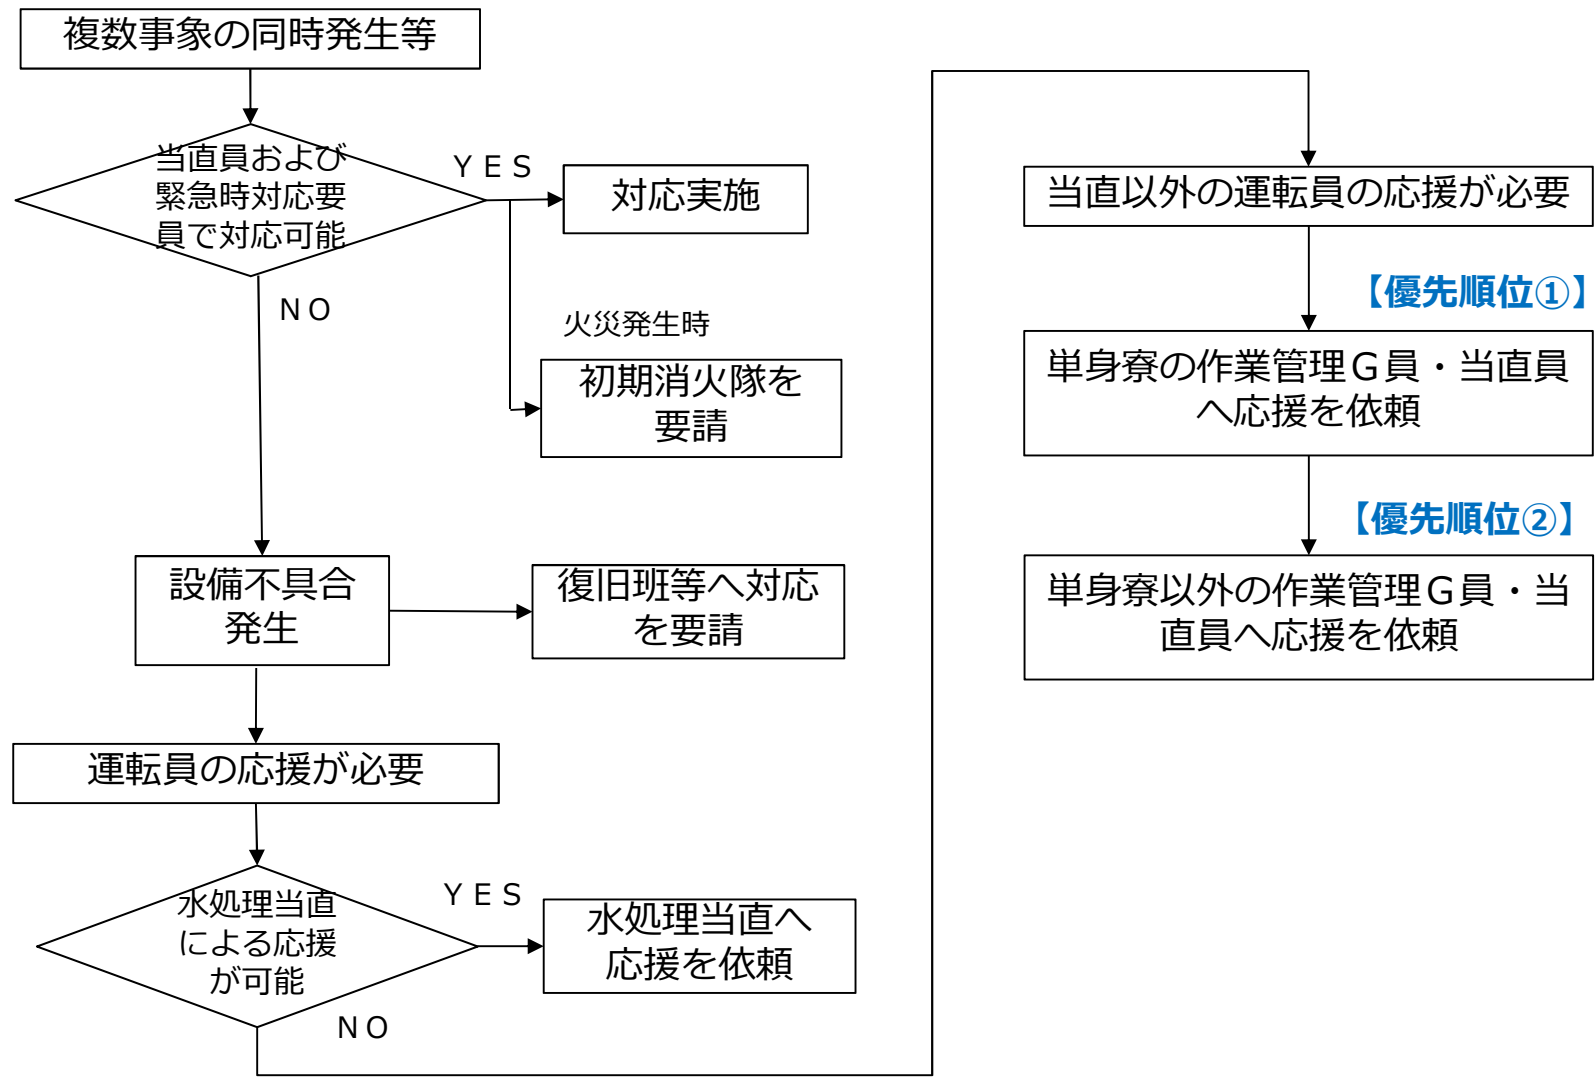 複数事象の同時発生等
当直員および
緊急時対応要
員で対応可能
ＹＥＳ
対応実施
ＮＯ
火災発生時
初期消火隊を
要請
設備不具合
発生
復旧班等へ対応
を要請
運転員の応援が必要
水処理当直
による応援
が可能
ＹＥＳ
水処理当直へ
応援を依頼
ＮＯ
当直以外の運転員の応援が必要
【優先順位①】
単身寮の作業管理Ｇ員・当直員
へ応援を依頼
【優先順位②】
単身寮以外の作業管理Ｇ員・当
直員へ応援を依頼